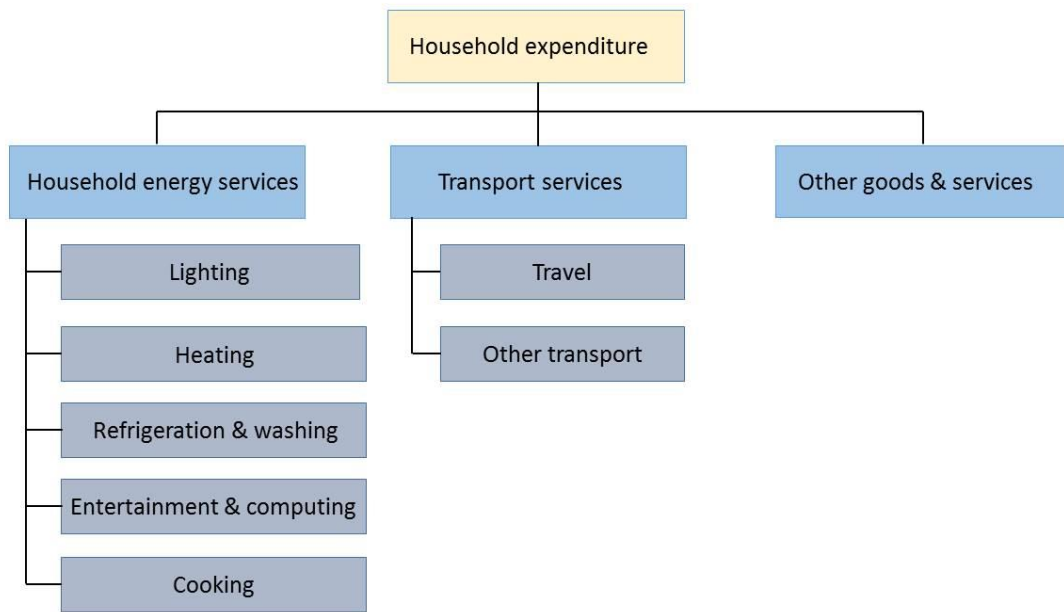 Household expenditure
Household energy services
Transport services
Other goods & services
Lighting
Travel
Heating
Other transport
Refrigeration & washing
Entertainment & computing
Cooking